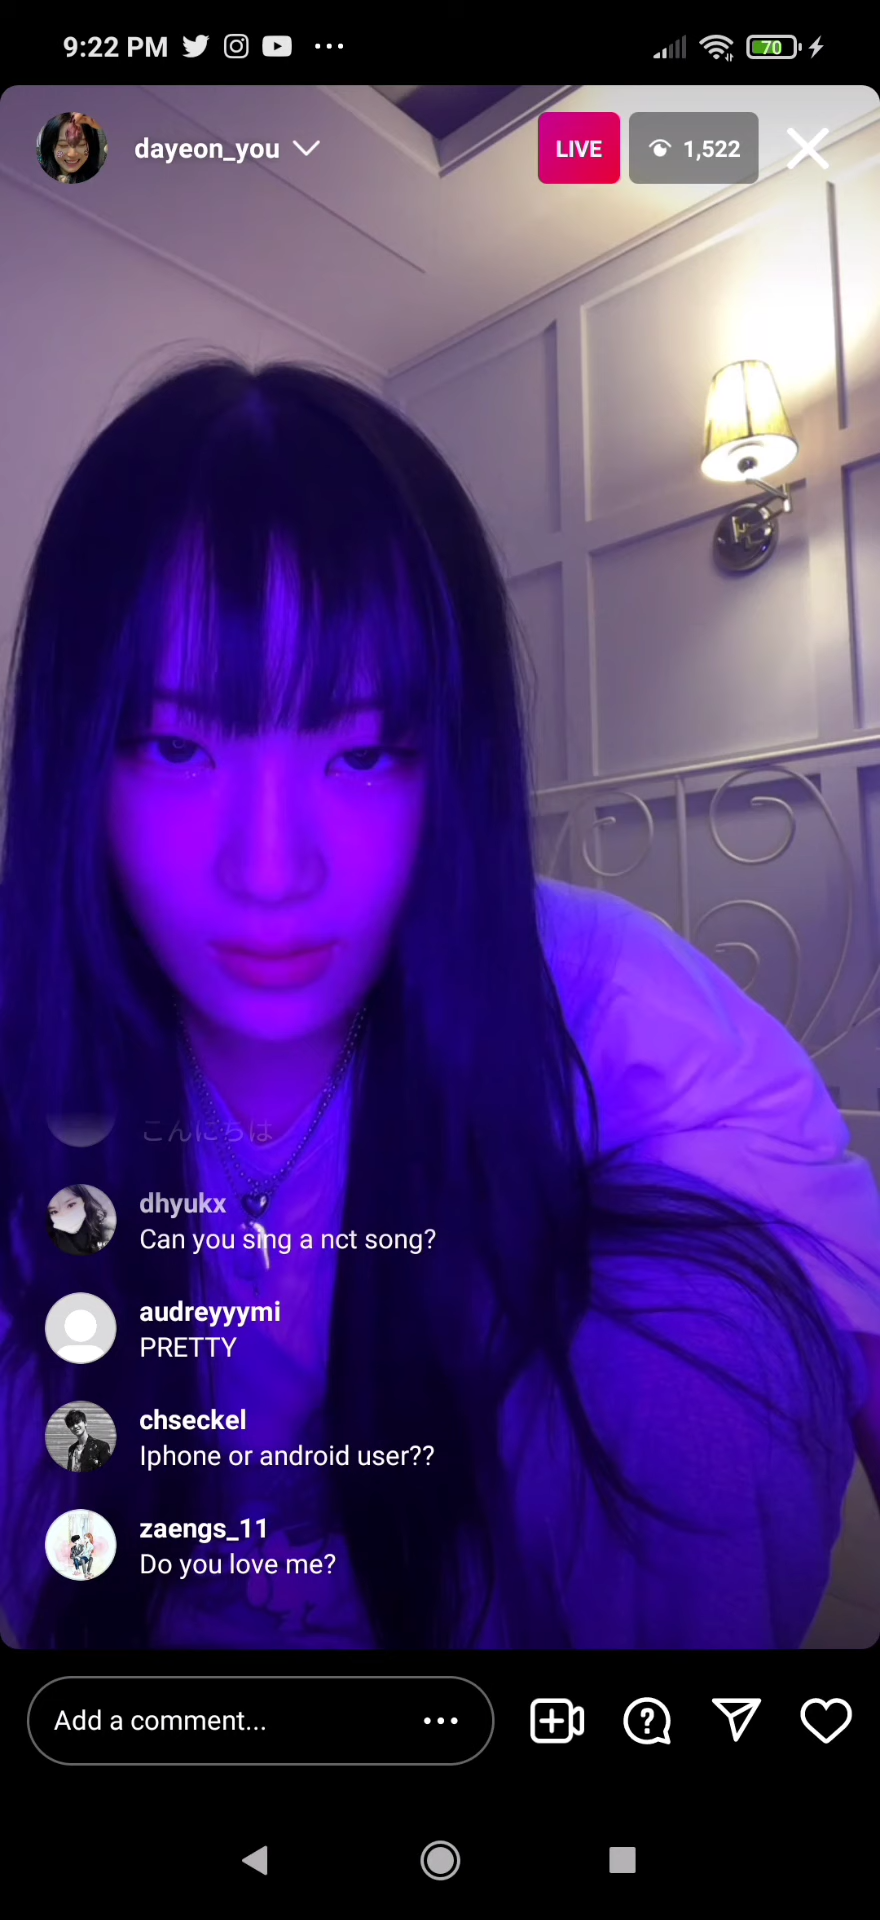 9:22 PM
70
dayeon_you
LIVE
1,522
こんにちは
dhyukx
Can you sing a nct song?
audreyyymi
PRETTY
chseckel
Iphone or android user??
zaengs_11
Do you love me?
Add a comment...